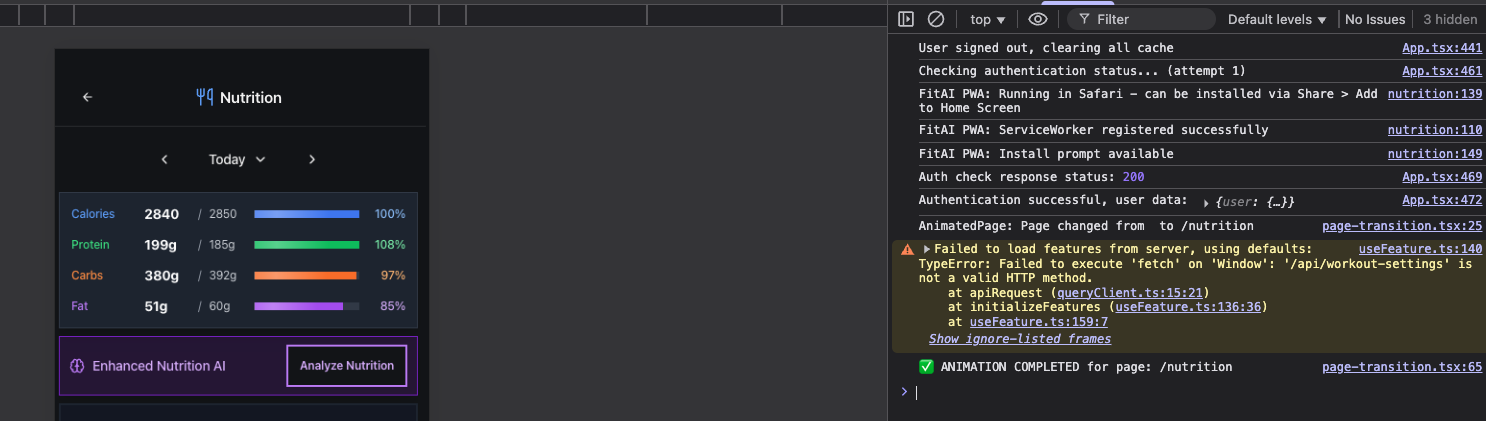 top ▼ Filter Default levels ▼ No Issues 3 hidden
Nutrition
Today
Calories 2840 / 2850 100%
Protein 199g / 185g 108%
Carbs 380g / 392g 97%
Fat 51g / 60g 85%
Enhanced Nutrition AI Analyze Nutrition
User signed out, clearing all cache App.tsx:441
Checking authentication status... (attempt 1) App.tsx:461
FitAI PWA: Running in Safari – can be installed via Share > Add nutrition:139
to Home Screen
FitAI PWA: ServiceWorker registered successfully nutrition:110
FitAI PWA: Install prompt available nutrition:149
Auth check response status: 200 App.tsx:469
Authentication successful, user data: ▶ {user: {…}} App.tsx:472
AnimatedPage: Page changed from  to /nutrition page-transition.tsx:25
▶ Failed to load features from server, using defaults: useFeature.ts:140
TypeError: Failed to execute 'fetch' on 'Window': '/api/workout-settings' is
not a valid HTTP method.
at apiRequest (queryClient.ts:15:21)
at initializeFeatures (useFeature.ts:136:36)
at useFeature.ts:159:7
Show ignore-listed frames
✅ ANIMATION COMPLETED for page: /nutrition page-transition.tsx:65
>